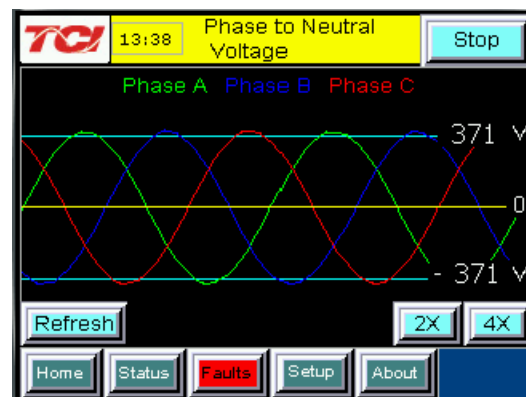 TCI
13:38
Phase to Neutral
Voltage
Stop
Phase A Phase B Phase C
371 V
0
- 371 V
Refresh
2X
4X
Home
Status
Faults
Setup
About